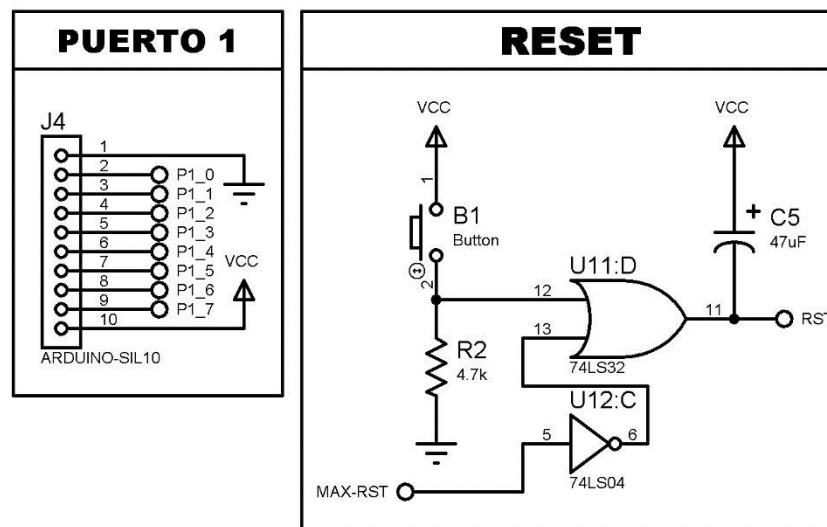 PUERTO 1
J4
1
2
3
4
5
6
7
8
9
10
P1_0
P1_1
P1_2
P1_3
P1_4
P1_5
P1_6
P1_7
VCC
ARDUINO-SIL10
RESET
VCC
1
B1
Button
2
R2
4.7k
12
13
U11:D
11
74LS32
U12:C
5
6
74LS04
MAX-RST
VCC
+
C5
47uF
RST